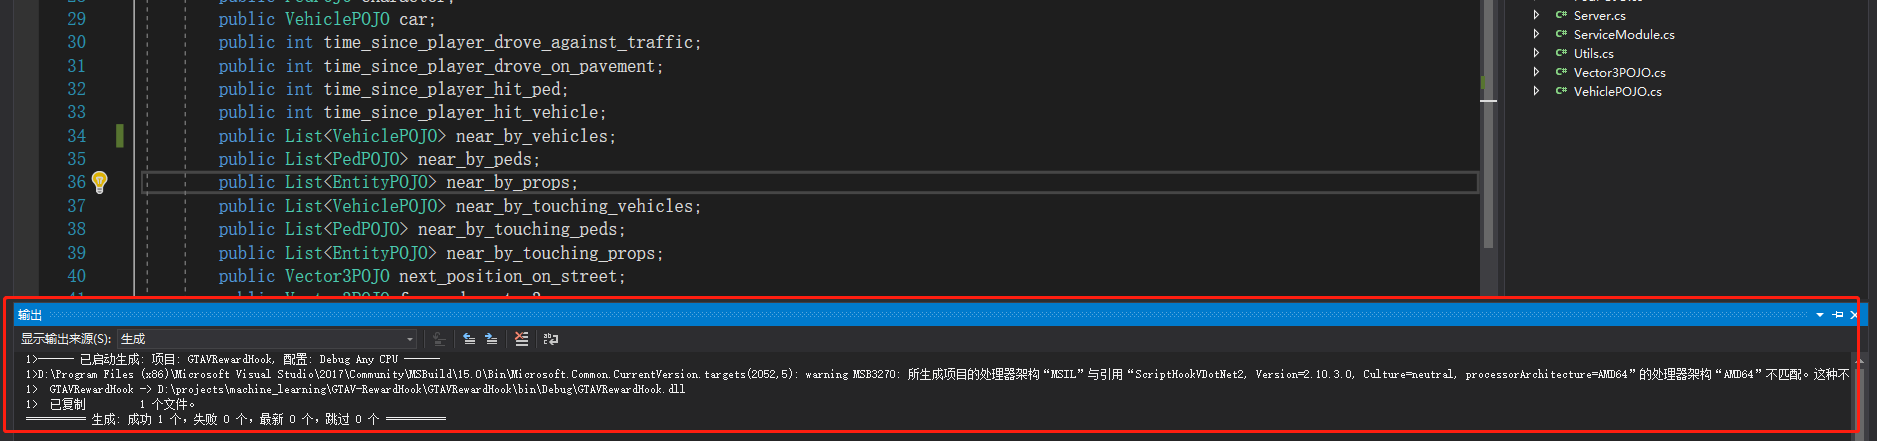 29 public VehiclePOJO car;
30 public int time_since_player_drove_against_traffic;
31 public int time_since_player_drove_on_pavement;
32 public int time_since_player_hit_ped;
33 public int time_since_player_hit_vehicle;
34 public List<VehiclePOJO> near_by_vehicles;
35 public List<PedPOJO> near_by_peds;
36 public List<EntityPOJO> near_by_props;
37 public List<VehiclePOJO> near_by_touching_vehicles;
38 public List<PedPOJO> near_by_touching_peds;
39 public List<EntityPOJO> near_by_touching_props;
40 public Vector3POJO next_position_on_street;
C# Server.cs
C# ServiceModule.cs
C# Utils.cs
C# Vector3POJO.cs
C# VehiclePOJO.cs
输出
显示输出来源(S): 生成
1>------ 已启动生成: 项目: GTAVRewardHook, 配置: Debug Any CPU ------
1>D:\Program Files (x86)\Microsoft Visual Studio\2017\Community\MSBuild\15.0\Bin\Microsoft.Common.CurrentVersion.targets(2052,5): warning MSB3270: 所生成项目的处理器架构“MSIL”与引用“ScriptHookVDotNet2, Version=2.10.3.0, Culture=neutral, processorArchitecture=AMD64”的处理器架构“AMD64”不匹配。这种不
1> GTAVRewardHook -> D:\projects\machine_learning\GTAV-RewardHook\GTAVRewardHook\bin\Debug\GTAVRewardHook.dll
1> 已复制 1 个文件。
========== 生成: 成功 1 个，失败 0 个，最新 0 个，跳过 0 个 ==========